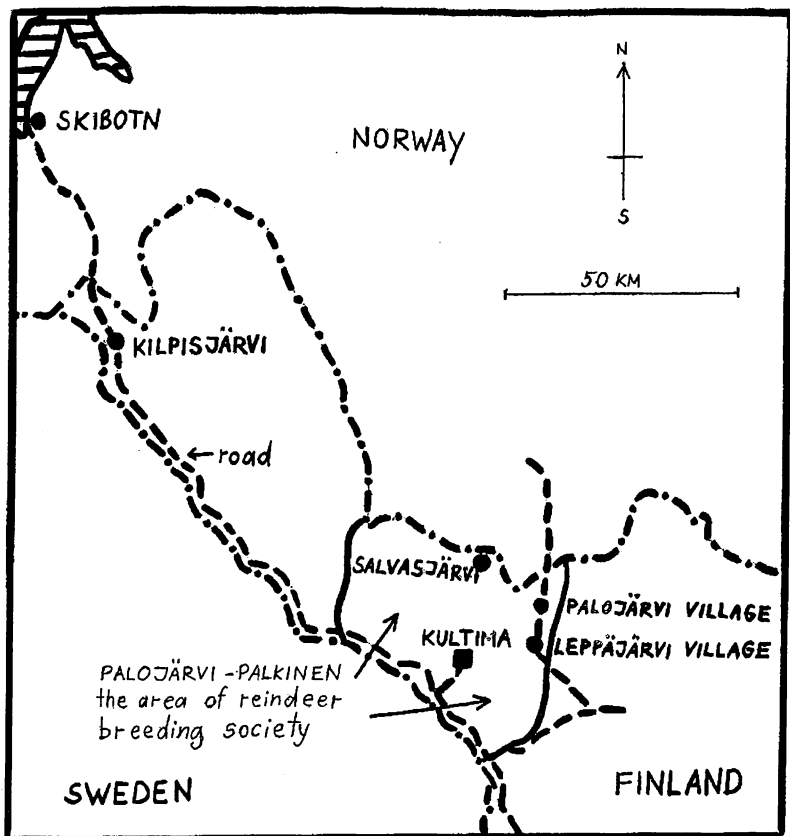 N
SKIBOTN
NORWAY
S
50 KM
KILPISJÄRVI
road
SALVASJÄRVI
PALOJÄRVI VILLAGE
KULTIMA
LEPPÄJÄRVI VILLAGE
PALOJÄRVI - PALKINEN
the area of reindeer
breeding society
SWEDEN
FINLAND